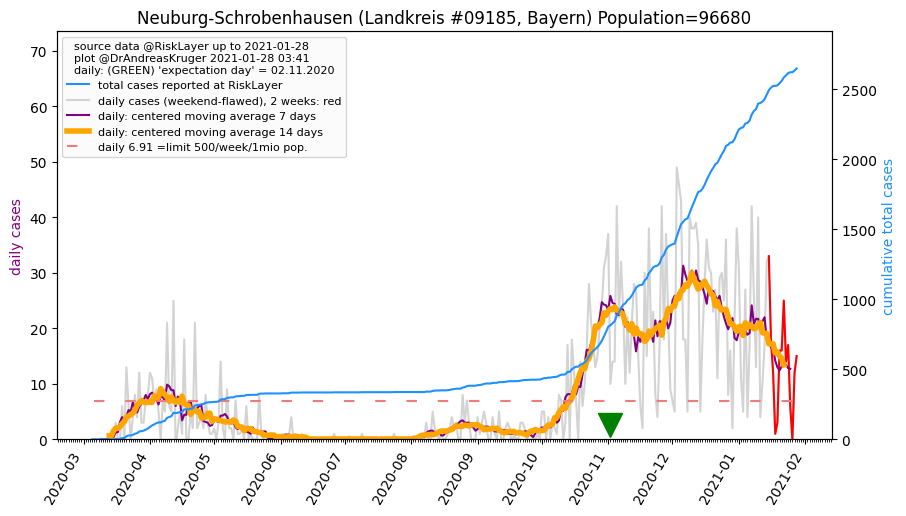 Neuburg-Schrobenhausen (Landkreis #09185, Bayern) Population=96680
source data @RiskLayer up to 2021-01-28
plot @DrAndreasKruger 2021-01-28 03:41
daily: (GREEN) 'expectation day' = 02.11.2020
total cases reported at RiskLayer
daily cases (weekend-flawed), 2 weeks: red
daily: centered moving average 7 days
daily: centered moving average 14 days
daily 6.91 =limit 500/week/1mio pop.
daily cases
70
60
50
40
30
20
10
0
cumulative total cases
2500
2000
1500
1000
500
0
2020-03
2020-04
2020-05
2020-06
2020-07
2020-08
2020-09
2020-10
2020-11
2020-12
2021-01
2021-02